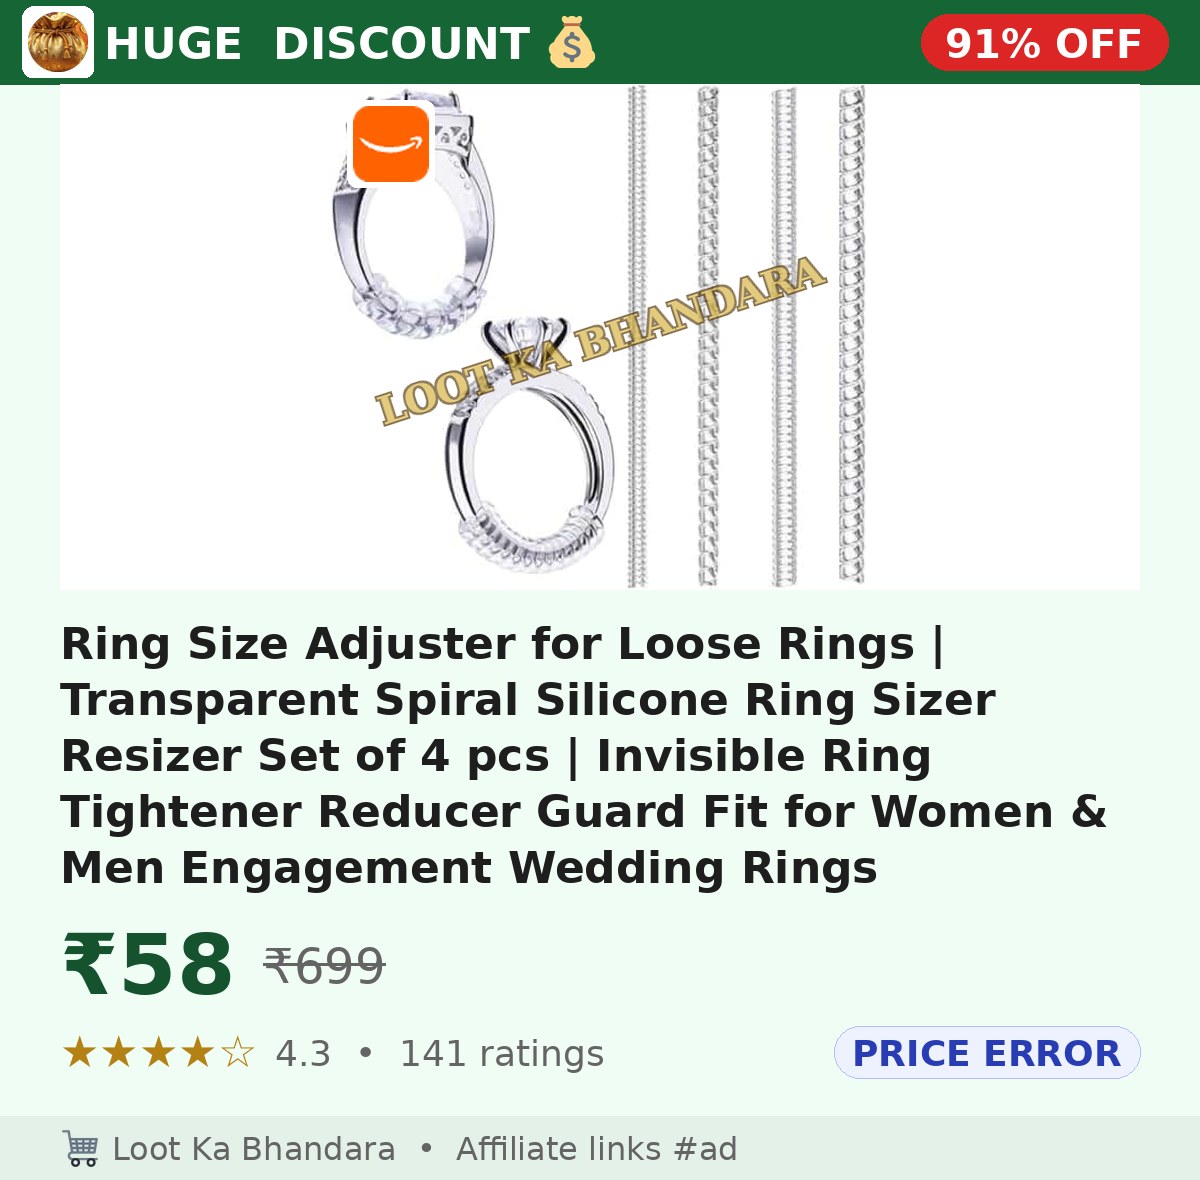 HUGE DISCOUNT
91% OFF
LOOT KA BHANDARA
Ring Size Adjuster for Loose Rings |
Transparent Spiral Silicone Ring Sizer
Resizer Set of 4 pcs | Invisible Ring
Tightener Reducer Guard Fit for Women &
Men Engagement Wedding Rings
₹58 ₹699
★★★★☆ 4.3 • 141 ratings
PRICE ERROR
Loot Ka Bhandara • Affiliate links #ad